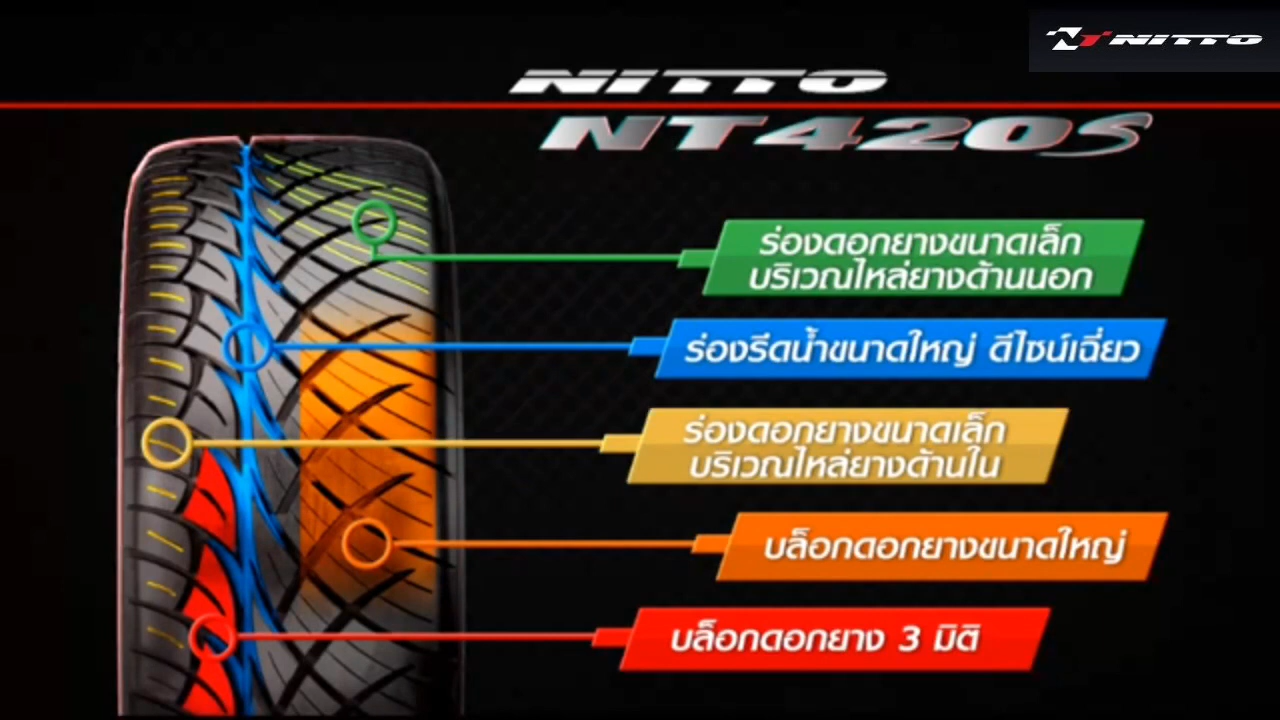 NITTO
NITTO
NT420S
ร่องดอกยางขนาดเล็ก
บริเวณไหล่ยางด้านนอก
ร่องรีดน้ำขนาดใหญ่ ดีไซน์เฉี่ยว
ร่องดอกยางขนาดเล็ก
บริเวณไหล่ยางด้านใน
บล็อกดอกยางขนาดใหญ่
บล็อกดอกยาง 3 มิติ